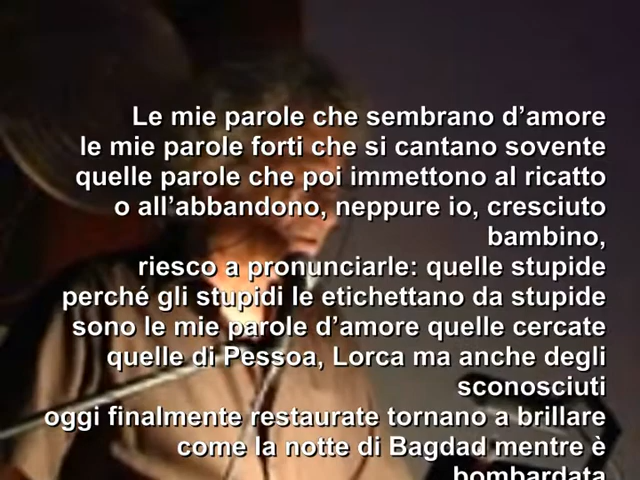 Le mie parole che sembrano d’amore
le mie parole forti che si cantano sovente
quelle parole che poi immettono al ricatto
o all’abbandono, neppure io, cresciuto
bambino,
riesco a pronunciarle: quelle stupide
perché gli stupidi le etichettano da stupide
sono le mie parole d’amore quelle cercate
quelle di Pessoa, Lorca ma anche degli
sconosciuti
oggi finalmente restaurate tornano a brillare
come la notte di Bagdad mentre è
bombardata